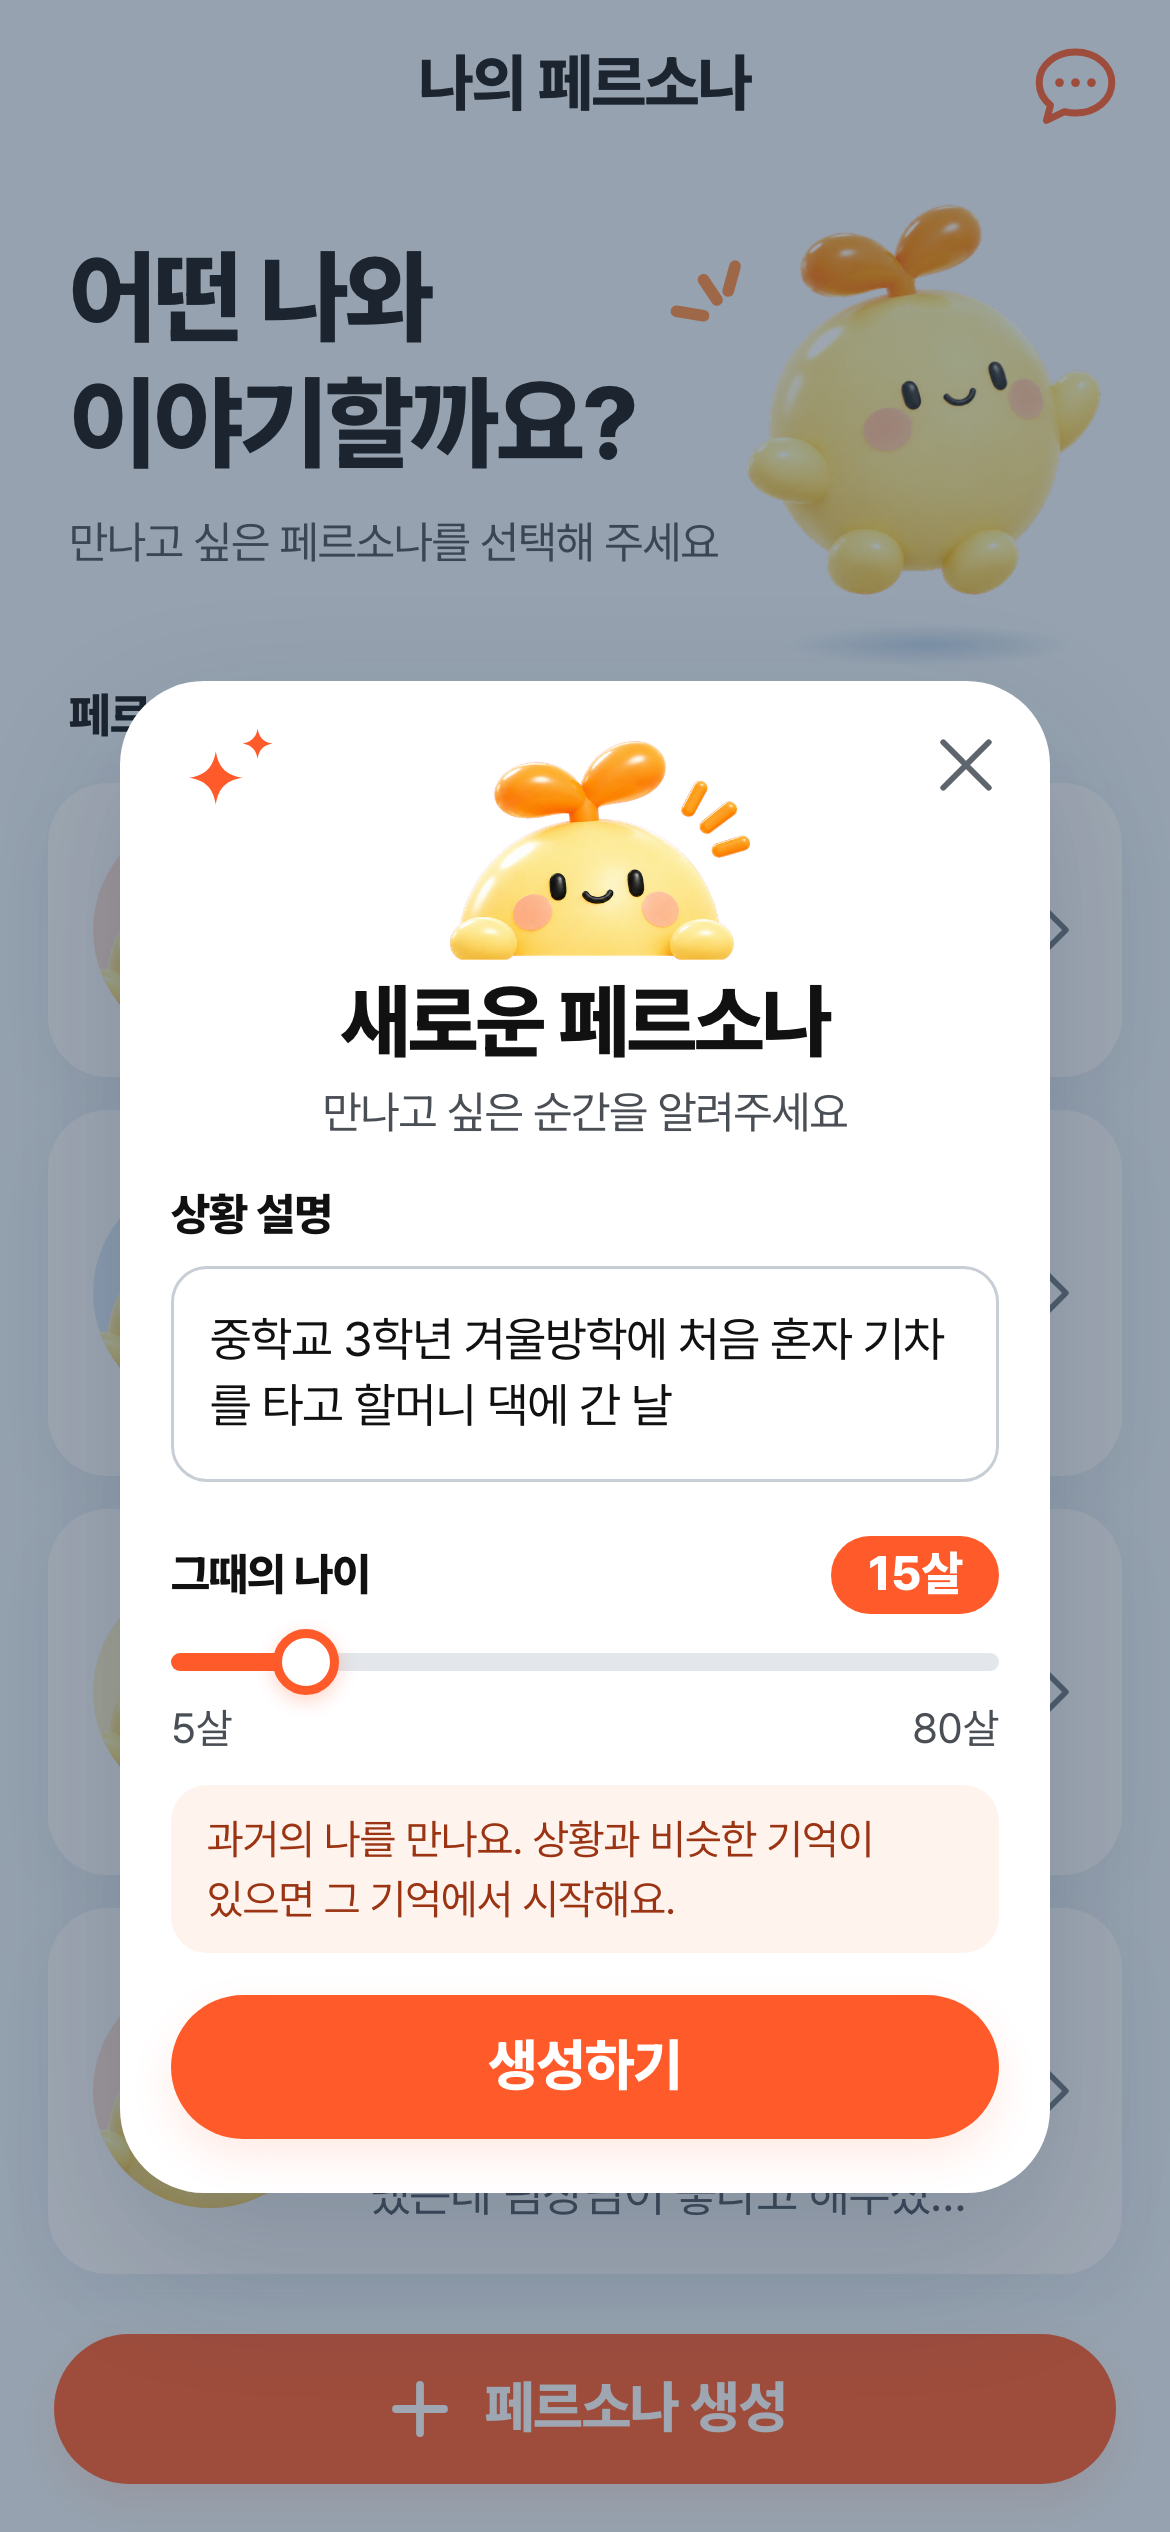 나의 페르소나
어떤 나와
이야기할까요?
만나고 싶은 페르소나를 선택해 주세요
새로운 페르소나
만나고 싶은 순간을 알려주세요
상황 설명
중학교 3학년 겨울방학에 처음 혼자 기차
를 타고 할머니 댁에 간 날
그때의 나이
15살
5살
80살
과거의 나를 만나요. 상황과 비슷한 기억이
있으면 그 기억에서 시작해요.
생성하기
페르소나 생성